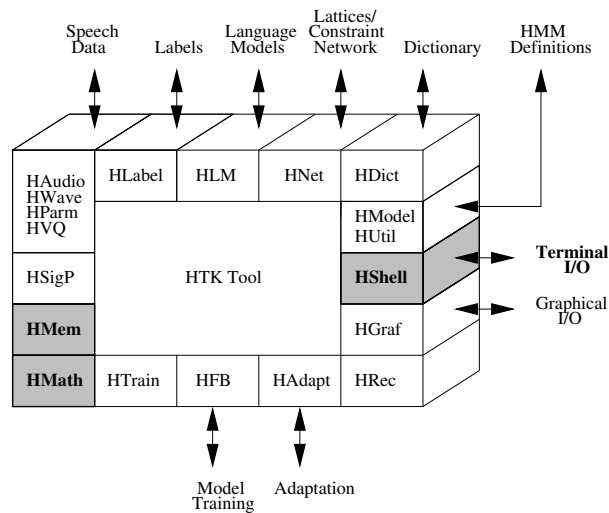 Speech
Data
Labels
Language
Models
Lattices/
Constraint
Network
Dictionary
HMM
Definitions
HAudio
HWave
HParm
HVQ
HLabel
HLM
HNet
HDict
HModel
HUtil
HSigP
HTK Tool
HShell
Terminal
I/O
HMem
HGraf
Graphical
I/O
HMath
HTrain
HFB
HAdapt
HRec
Model
Training
Adaptation